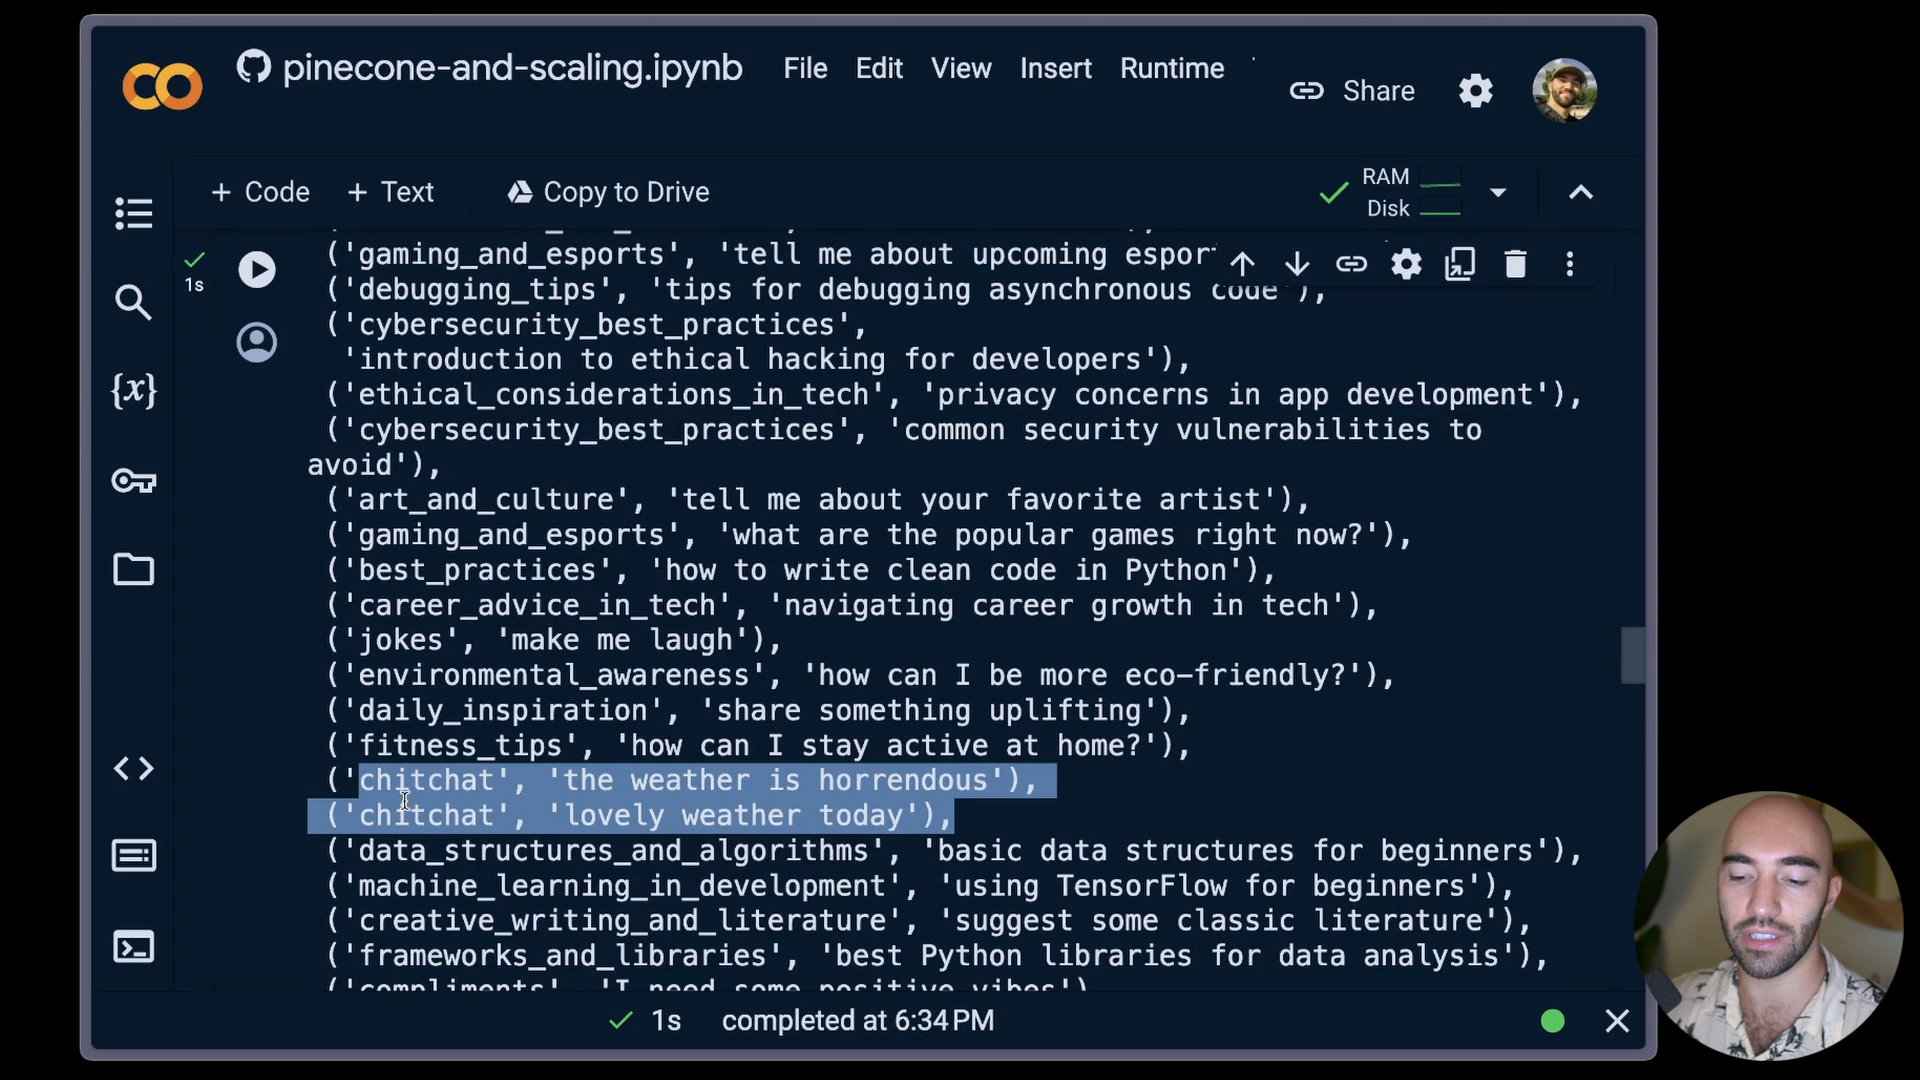 pinecone-and-scaling.ipynb File Edit View Insert Runtime
Share
+ Code + Text Copy to Drive
RAM
Disk
1s
('gaming_and_esports', 'tell me about upcoming espor
('debugging_tips', 'tips for debugging asynchronous code'),
('cybersecurity_best_practices',
'introduction to ethical hacking for developers'),
('ethical_considerations_in_tech', 'privacy concerns in app development'),
('cybersecurity_best_practices', 'common security vulnerabilities to
avoid'),
('art_and_culture', 'tell me about your favorite artist'),
('gaming_and_esports', 'what are the popular games right now?'),
('best_practices', 'how to write clean code in Python'),
('career_advice_in_tech', 'navigating career growth in tech'),
('jokes', 'make me laugh'),
('environmental_awareness', 'how can I be more eco-friendly?'),
('daily_inspiration', 'share something uplifting'),
('fitness_tips', 'how can I stay active at home?'),
('chitchat', 'the weather is horrendous'),
('chitchat', 'lovely weather today'),
('data_structures_and_algorithms', 'basic data structures for beginners'),
('machine_learning_in_development', 'using TensorFlow for beginners'),
('creative_writing_and_literature', 'suggest some classic literature'),
('frameworks_and_libraries', 'best Python libraries for data analysis'),
('compliments', 'I need some positive vibes')
1s completed at 6:34 PM